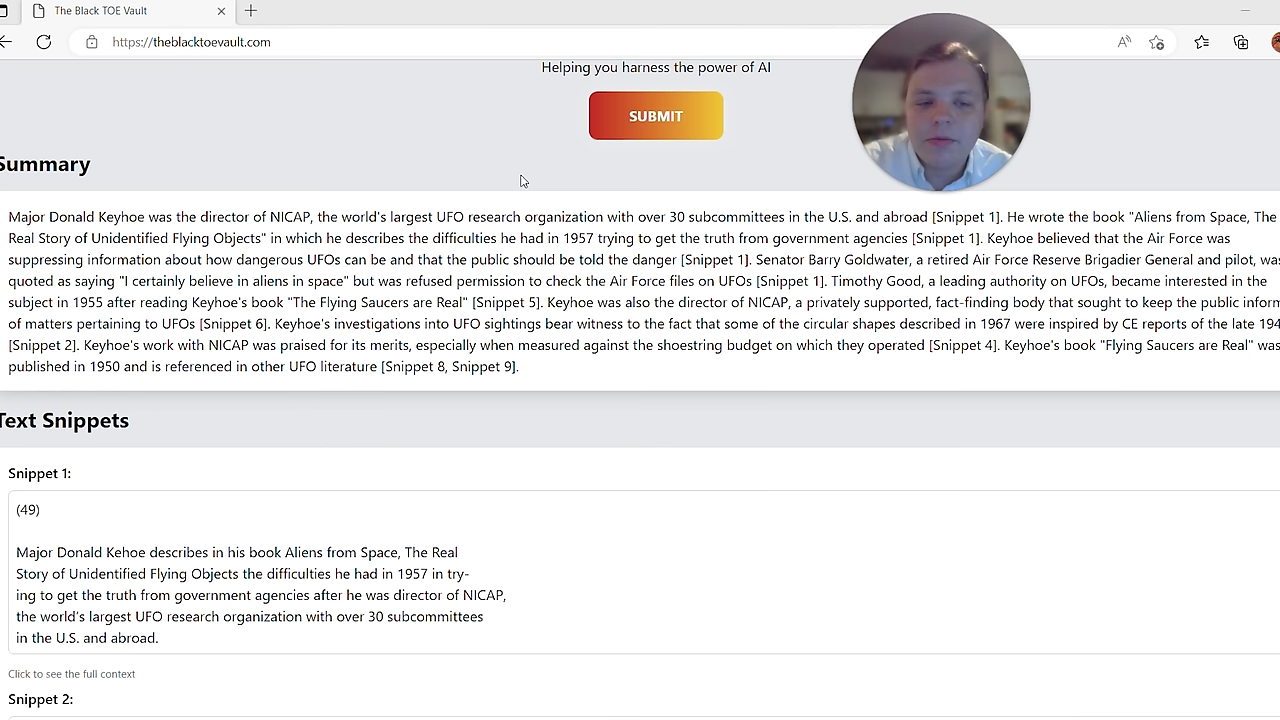 The Black TOE Vault
https://theblacktoevault.com
Helping you harness the power of AI
SUBMIT
Summary
Major Donald Keyhoe was the director of NICAP, the world's largest UFO research organization with over 30 subcommittees in the U.S. and abroad [Snippet 1]. He wrote the book "Aliens from Space, The
Real Story of Unidentified Flying Objects" in which he describes the difficulties he had in 1957 trying to get the truth from government agencies [Snippet 1]. Keyhoe believed that the Air Force was
suppressing information about how dangerous UFOs can be and that the public should be told the danger [Snippet 1]. Senator Barry Goldwater, a retired Air Force Reserve Brigadier General and pilot, was
quoted as saying "I certainly believe in aliens in space" but was refused permission to check the Air Force files on UFOs [Snippet 1]. Timothy Good, a leading authority on UFOs, became interested in the
subject in 1955 after reading Keyhoe's book "The Flying Saucers are Real" [Snippet 5]. Keyhoe was also the director of NICAP, a privately supported, fact-finding body that sought to keep the public inform
of matters pertaining to UFOs [Snippet 6]. Keyhoe's investigations into UFO sightings bear witness to the fact that some of the circular shapes described in 1967 were inspired by CE reports of the late 194
[Snippet 2]. Keyhoe's work with NICAP was praised for its merits, especially when measured against the shoestring budget on which they operated [Snippet 4]. Keyhoe's book "Flying Saucers are Real" was
published in 1950 and is referenced in other UFO literature [Snippet 8, Snippet 9].
Text Snippets
Snippet 1:
(49)
Major Donald Kehoe describes in his book Aliens from Space, The Real
Story of Unidentified Flying Objects the difficulties he had in 1957 in try-
ing to get the truth from government agencies after he was director of NICAP,
the world's largest UFO research organization with over 30 subcommittees
in the U.S. and abroad.
Click to see the full context
Snippet 2: